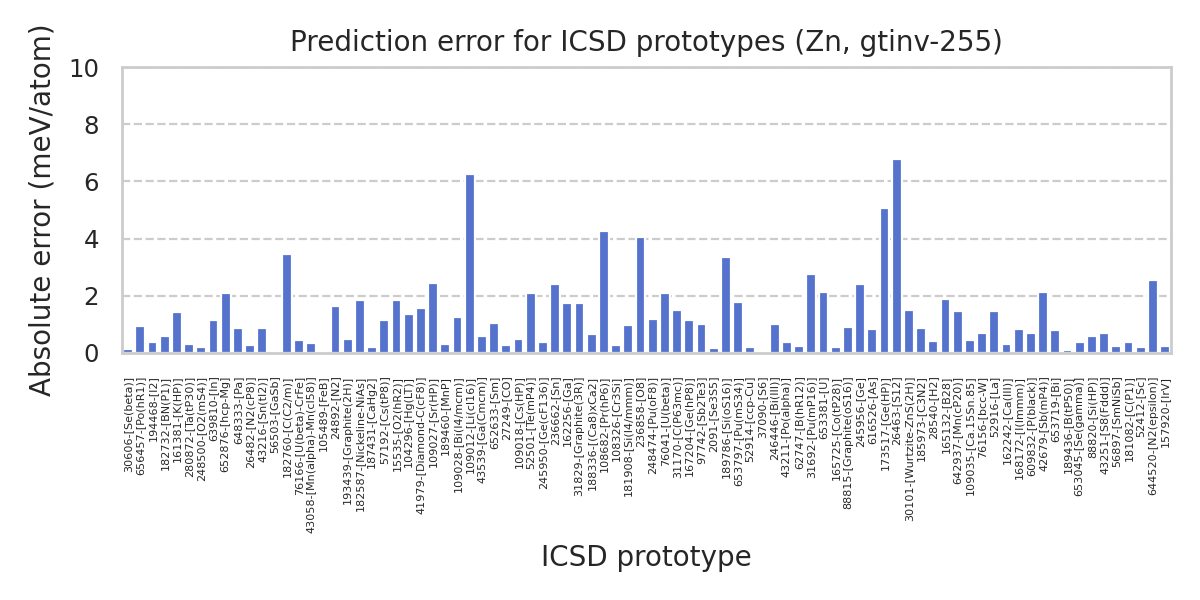 Prediction error for ICSD prototypes (Zn, gtinv-255)
Absolute error (meV/atom)
10
8
6
4
2
0
306066-[Se(beta)]
656457-[Po(hR1)]
194468-[I2]
182732-[BN(P1)]
16381-[K(HP)]
280872-[Ta(tP30)]
248500-[O2(mS4)]
639810-[In]
652876-[hcp-Mg]
648333-[Pa]
26482-[N2(cP8)]
43216-[Sn(tI2)]
56503-[GaSb]
182760-[C(C2/m)]
76166-[U(beta)-CrFe]
43058-[Mn(alpha)-Mn(cI58)]
105489-[FeB]
24892-[N2]
193439-[Graphite(2H)]
182587-[Nickeline-NiAs]
187431-[CaHg2]
57192-[Cs(tP8)]
15535-[O2(hR2)]
104296-[Hg(LT)]
41979-[Diamond-C(cF8)]
109027-[Sr(HP)]
189460-[MnP]
109028-[Bi(I4/mcm)]
109012-[Li(cI16)]
43539-[Ga(Cmcm)]
652633-[Sm]
27249-[CO]
109018-[Cs(HP)]
52501-[Te(mP4)]
245950-[Ge(cF136)]
236662-[Sn]
162256-[Ga]
31829-[Graphite(3R)]
188336-[(Ca8)xCa2]
108682-[Pr(hP6)]
108326-[Cr3Si]
181908-[Si(I4/mmm)]
236858-[O8]
248474-[Pu(oF8)]
76041-[U(beta)]
31170-[C(P63mc)]
167204-[Ge(hP8)]
97742-[Sb2Te3]
2091-[Se3S5]
189786-[Si(oS16)]
653797-[Pu(mS34)]
52914-[ccp-Cu]
37090-[S6]
246446-[Bi(III)]
43211-[Po(alpha)]
62747-[B(hR12)]
31692-[Pu(mP16)]
653381-[U]
165725-[Co(tP28)]
88815-[Graphite(oS16)]
245956-[Ge]
616526-[As]
173517-[Ge(HP)]
26463-[S12]
30101-[Wurtzite-ZnS(2H)]
185973-[C3N2]
28540-[H2]
165132-[B28]
642937-[Mn(cP20)]
109035-[Ca.15Sn.85]
76156-[bcc-W]
52916-[La]
162242-[Ca(III)]
168172-[I(Immm)]
609832-[P(black)]
42679-[Sb(mP4)]
653719-[Bi]
189436-[B(tP50)]
653045-[Se(gamma)]
88820-[Si(HP)]
43251-[S8(Fddd)]
56897-[SmNiSb]
181082-[C(P1)]
52412-[Sc]
644520-[N2(epsilon)]
157920-[IrV]
ICSD prototype